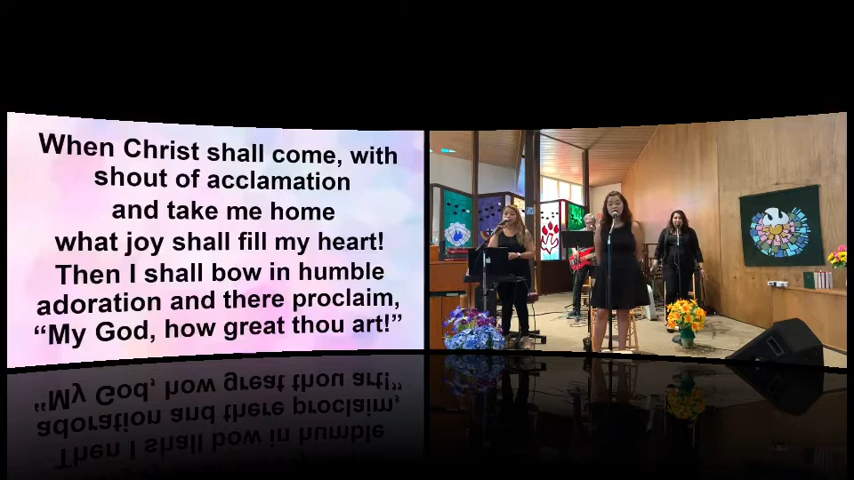 When Christ shall come, with
shout of acclamation
and take me home
what joy shall fill my heart!
Then I shall bow in humble
adoration and there proclaim,
“My God, how great thou art!”